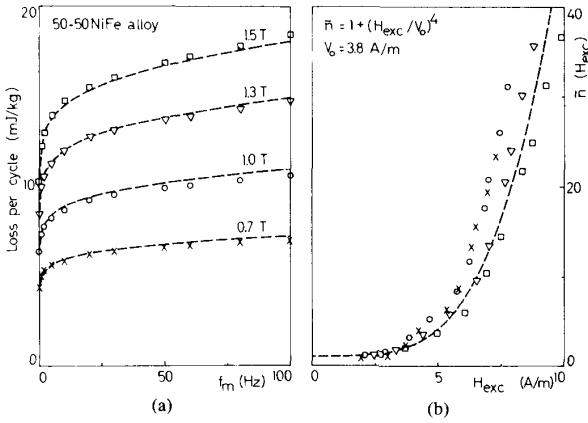 50-50NiFe alloy
1.5 T
1.3 T
1.0 T
0.7 T
20
10
0
Loss per cycle (mJ/kg)
0
50
100
f_m (Hz)
(a)
n̄ = 1 + (H_exc / V_o)^4
V_o = 3.8 A/m
40
20
0
n̄ (H_exc)
0
5
10
H_exc (A/m)
(b)